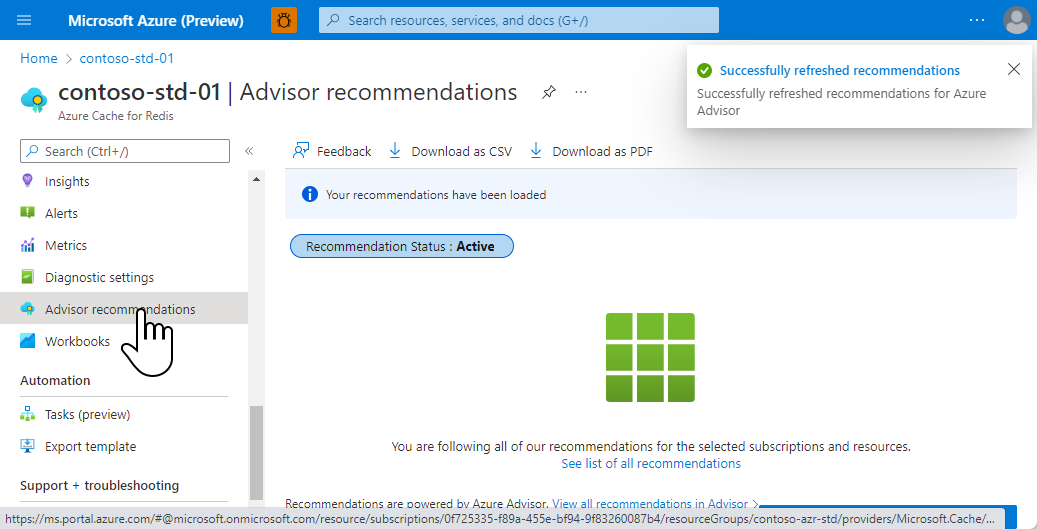 Microsoft Azure (Preview)
Search resources, services, and docs (G+/)
Home > contoso-std-01
Successfully refreshed recommendations
Successfully refreshed recommendations for Azure
Advisor
contoso-std-01 | Advisor recommendations
Azure Cache for Redis
Search (Ctrl+/)
Feedback
Download as CSV
Download as PDF
Insights
Alerts
Metrics
Diagnostic settings
Advisor recommendations
Workbooks
Automation
Tasks (preview)
Export template
Support + troubleshooting
Your recommendations have been loaded
Recommendation Status : Active
You are following all of our recommendations for the selected subscriptions and resources.
See list of all recommendations
Recommendations are powered by Azure Advisor. View all recommendations in Advisor >
https://ms.portal.azure.com/#@microsoft.onmicrosoft.com/resource/subscriptions/0f725335-f89a-455e-bf94-9f83260087b4/resourceGroups/contoso-azr-std/providers/Microsoft.Cache/...